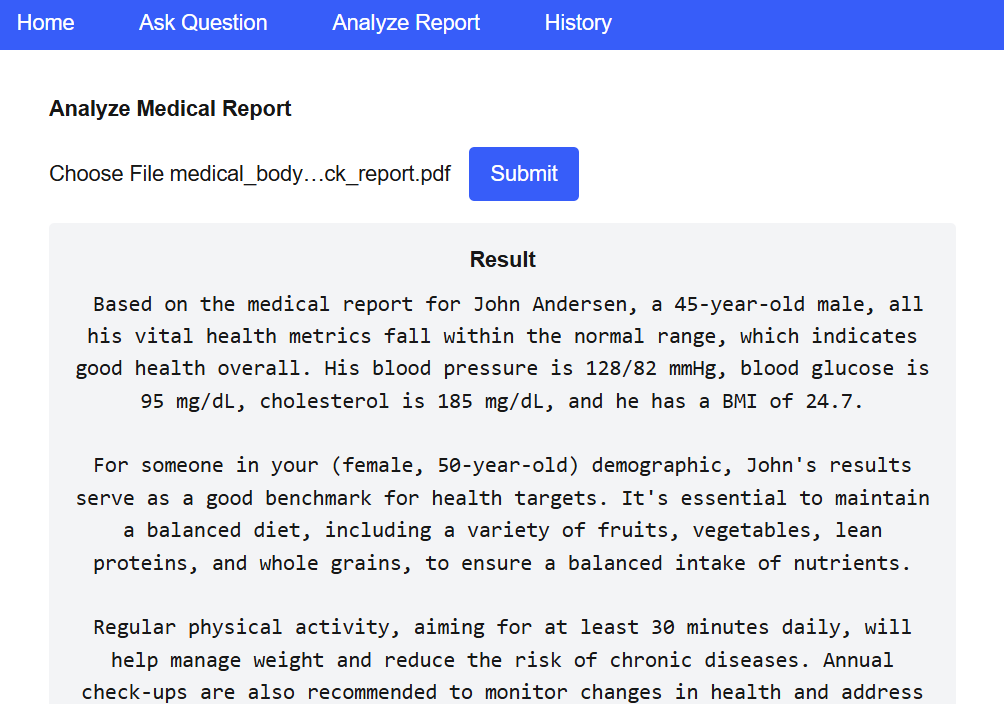 Home Ask Question Analyze Report History
Analyze Medical Report
Choose File medical_body...ck_report.pdf Submit
Result
Based on the medical report for John Andersen, a 45-year-old male, all
his vital health metrics fall within the normal range, which indicates
good health overall. His blood pressure is 128/82 mmHg, blood glucose is
95 mg/dL, cholesterol is 185 mg/dL, and he has a BMI of 24.7.
For someone in your (female, 50-year-old) demographic, John's results
serve as a good benchmark for health targets. It's essential to maintain
a balanced diet, including a variety of fruits, vegetables, lean
proteins, and whole grains, to ensure a balanced intake of nutrients.
Regular physical activity, aiming for at least 30 minutes daily, will
help manage weight and reduce the risk of chronic diseases. Annual
check-ups are also recommended to monitor changes in health and address